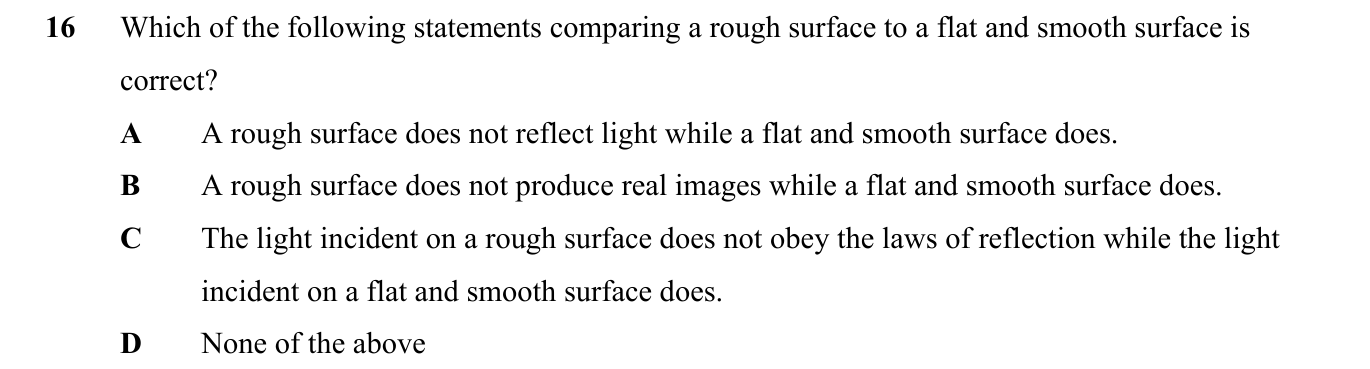 16 Which of the following statements comparing a rough surface to a flat and smooth surface is
correct?
A A rough surface does not reflect light while a flat and smooth surface does.
B A rough surface does not produce real images while a flat and smooth surface does.
C The light incident on a rough surface does not obey the laws of reflection while the light
incident on a flat and smooth surface does.
D None of the above